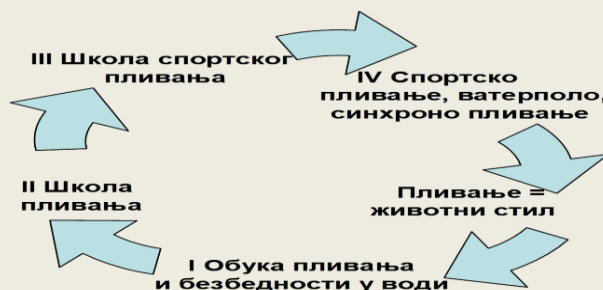 III Школа спортског
пливања
IV Спортско
пливање, ватерполо,
синхроно пливање
II Школа
пливања
Пливање =
животни стил
I Обука пливања
и безбедности у води